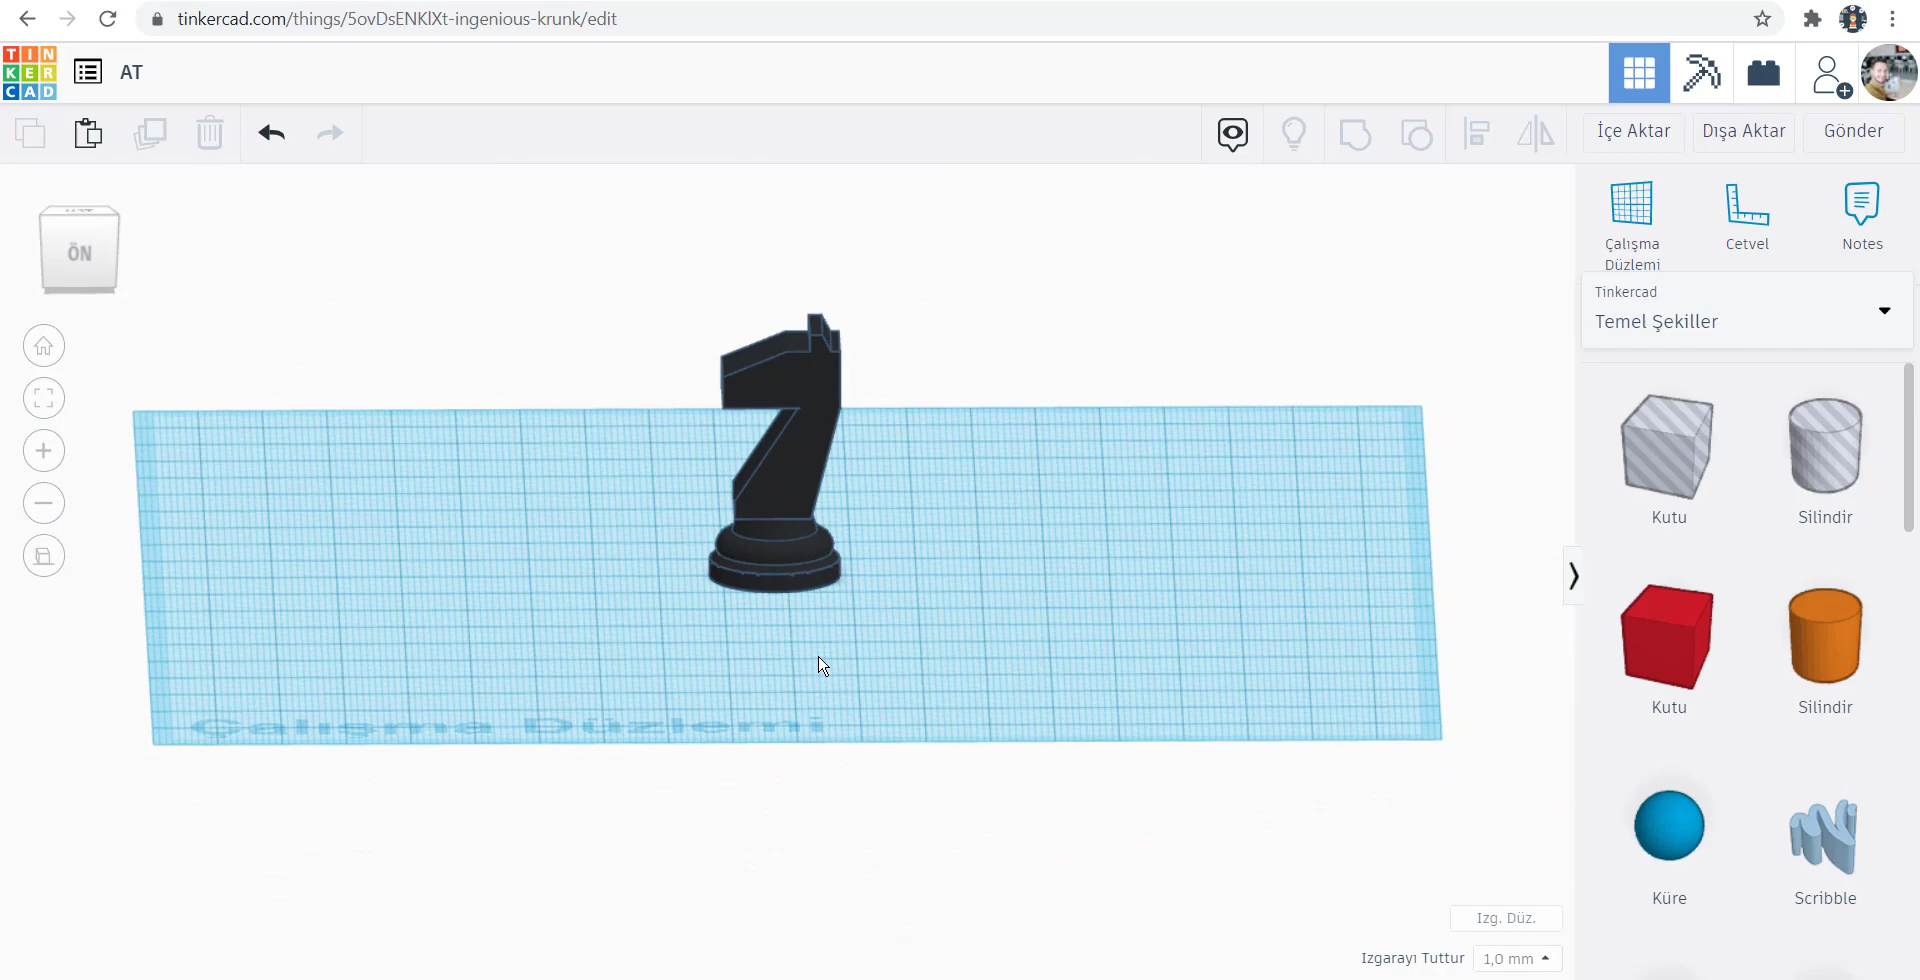 tinkercad.com/things/5ovDsENKlXt-ingenious-krunk/edit
TIN
KER
CAD
AT
İçe Aktar
Dışa Aktar
Gönder
ÖN
Çalışma
Düzlemi
Cetvel
Notes
Tinkercad
Temel Şekiller
Kutu
Silindir
Kutu
Silindir
Küre
Scribble
Çalışma Düzlemi
Izg. Düz.
Izgarayı Tuttur
1,0 mm